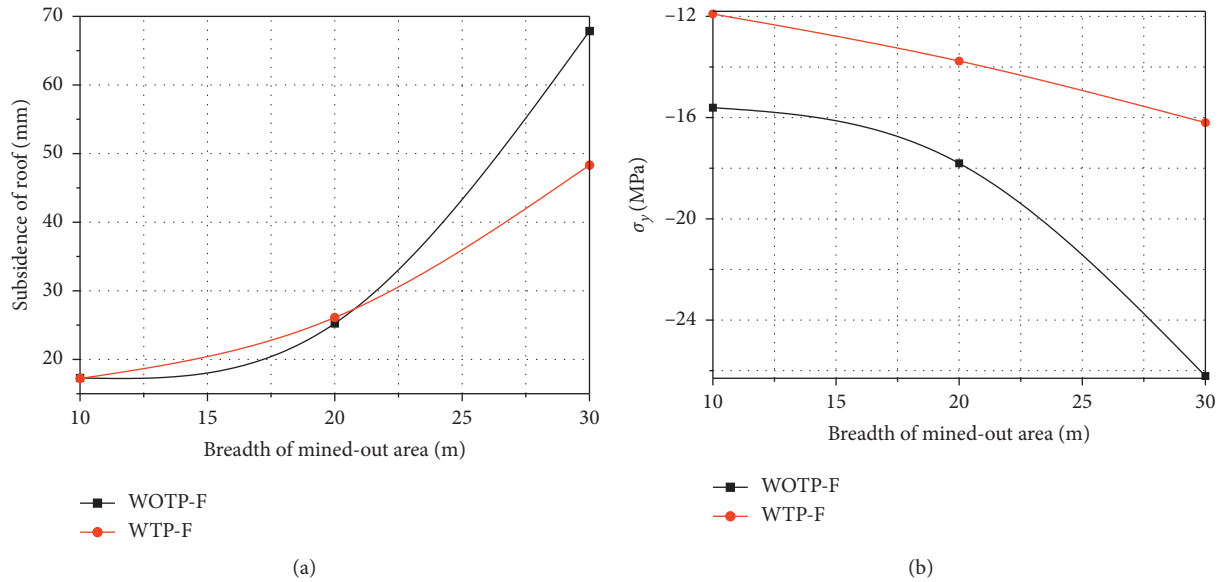 70
60
50
40
30
20
Subsidence of roof (mm)
10 15 20 25 30
Breadth of mined-out area (m)
WOTP-F
WTP-F
(a)
−12
−16
−20
−24
σy (MPa)
10 15 20 25 30
Breadth of mined-out area (m)
WOTP-F
WTP-F
(b)